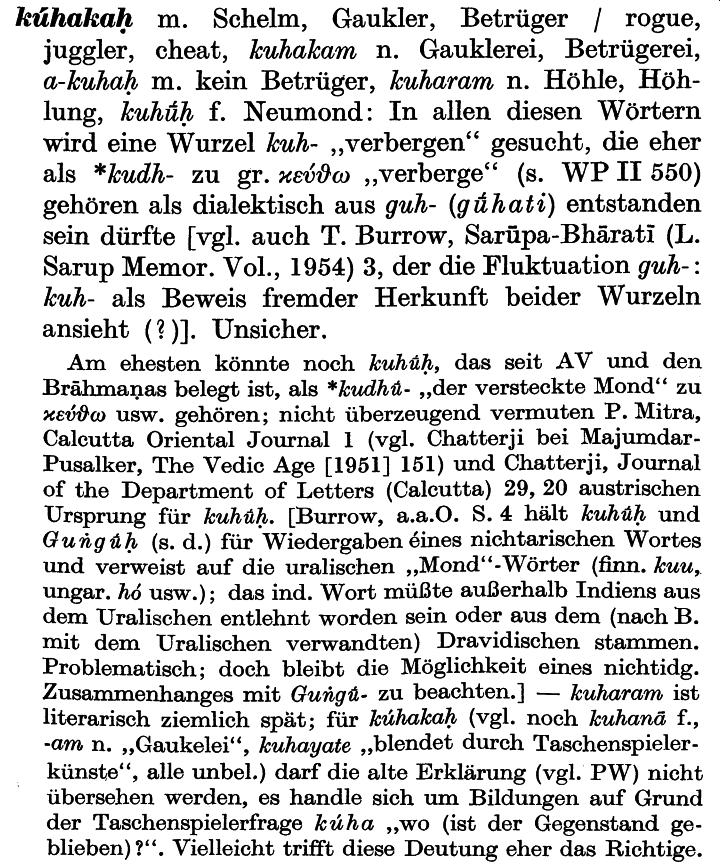 kúhakaḥ m. Schelm, Gaukler, Betrüger / rogue,
juggler, cheat, kuhakam n. Gauklerei, Betrügerei,
a-kuhaḥ m. kein Betrüger, kuharam n. Höhle, Höh-
lung, kuhū́ḥ f. Neumond: In allen diesen Wörtern
wird eine Wurzel kuh- „verbergen“ gesucht, die eher
als *kudh- zu gr. κεύϑω „verberge“ (s. WP II 550)
gehören als dialektisch aus guh- (gū́hati) entstanden
sein dürfte [vgl. auch T. Burrow, Sarūpa-Bhāratī (L.
Sarup Memor. Vol., 1954) 3, der die Fluktuation guh-:
kuh- als Beweis fremder Herkunft beider Wurzeln
ansieht (?)]. Unsicher.
Am ehesten könnte noch kuhū́ḥ, das seit AV und den
Brāhmaṇas belegt ist, als *kudhū́- „der versteckte Mond“ zu
κεύϑω usw. gehören; nicht überzeugend vermuten P. Mitra,
Calcutta Oriental Journal 1 (vgl. Chatterji bei Majumdar-
Pusalker, The Vedic Age [1951] 151) und Chatterji, Journal
of the Department of Letters (Calcutta) 29, 20 austrischen
Ursprung für kuhū́ḥ. [Burrow, a.a.O. S. 4 hält kuhū́ḥ und
Guṅgū́ḥ (s. d.) für Wiedergaben éines nichtarischen Wortes
und verweist auf die uralischen „Mond“-Wörter (finn. kuu,
ungar. hó usw.); das ind. Wort müßte außerhalb Indiens aus
dem Uralischen entlehnt worden sein oder aus dem (nach B.
mit dem Uralischen verwandten) Dravidischen stammen.
Problematisch; doch bleibt die Möglichkeit eines nichtidg.
Zusammenhanges mit Guṅgū́- zu beachten.] — kuharam ist
literarisch ziemlich spät; für kúhakaḥ (vgl. noch kuhanā f.,
-am n. „Gaukelei“, kuhayate „blendet durch Taschenspieler-
künste“, alle unbel.) darf die alte Erklärung (vgl. PW) nicht
übersehen werden, es handle sich um Bildungen auf Grund
der Taschenspielerfrage kúha „wo (ist der Gegenstand ge-
blieben)?“. Vielleicht trifft diese Deutung eher das Richtige.